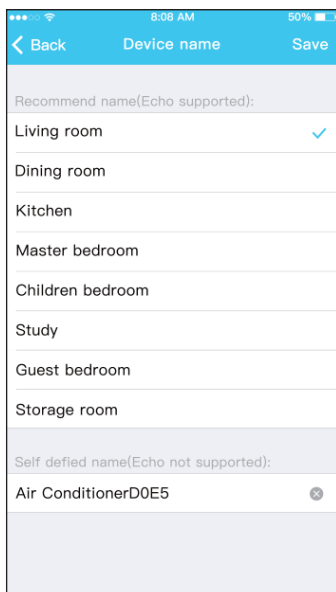 8:08 AM
50%
Back
Device name
Save
Recommend name(Echo supported):
Living room
Dining room
Kitchen
Master bedroom
Children bedroom
Study
Guest bedroom
Storage room
Self defied name(Echo not supported):
Air ConditionerD0E5